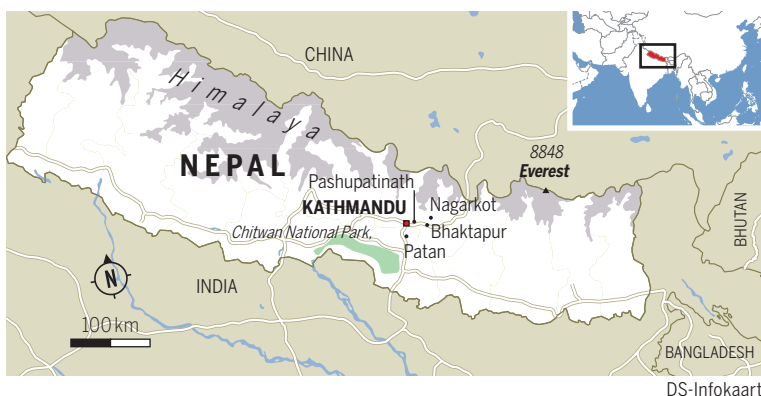 CHINA
Himalaya
NEPAL
8848
Everest
Pashupatinath
KATHMANDU
Nagarkot
Chitwan National Park,
Bhaktapur
Patan
BHUTAN
N
INDIA
100 km
BANGLADESH
DS-Infokaart